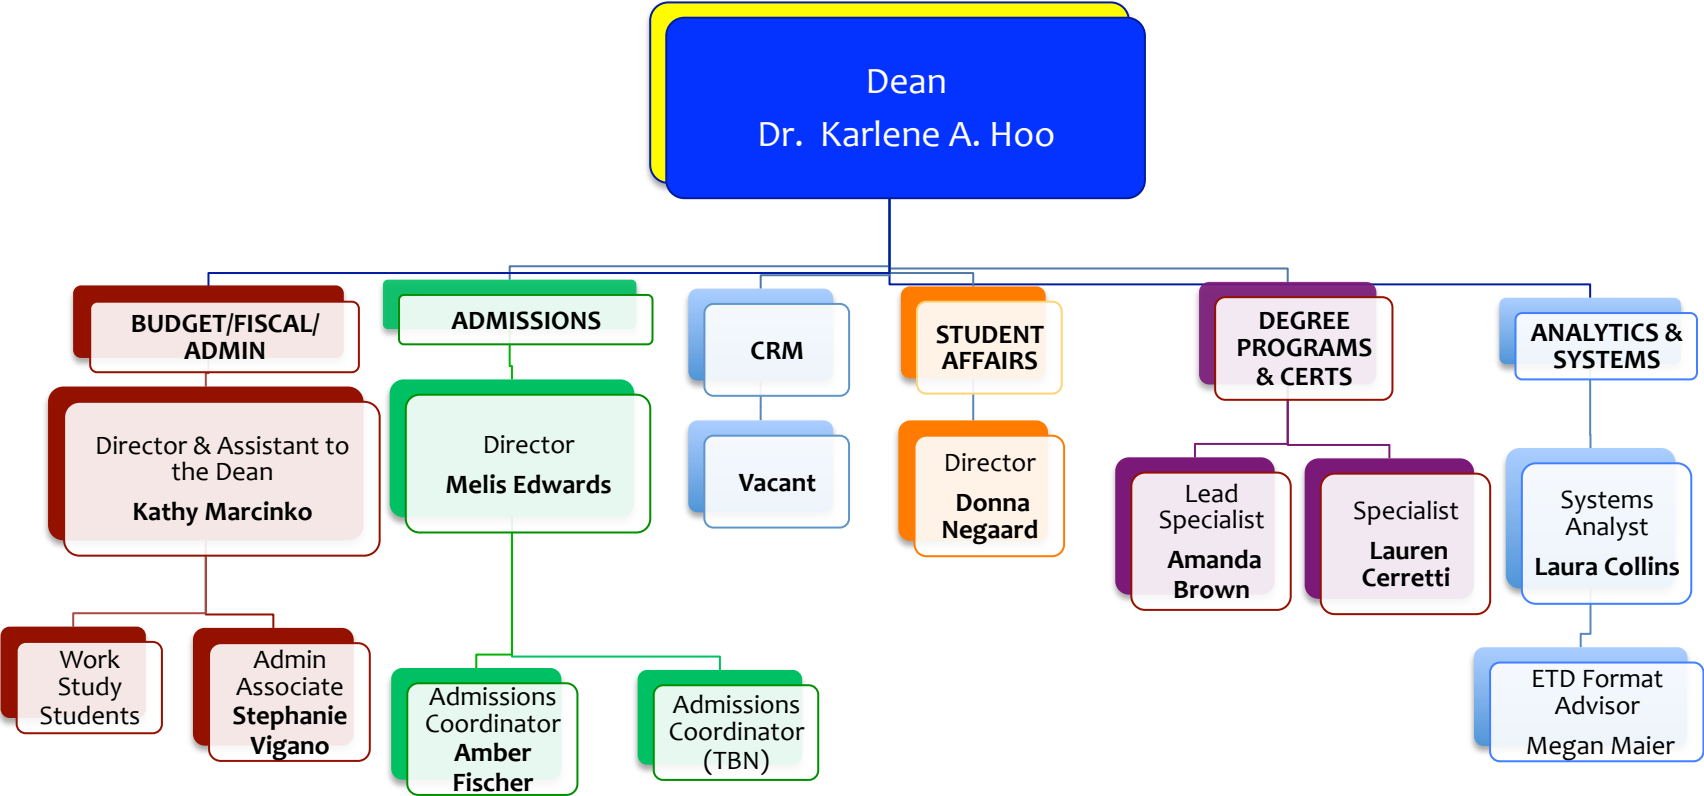 Dean
Dr. Karlene A. Hoo
BUDGET/FISCAL/
ADMIN
ADMISSIONS
CRM
STUDENT
AFFAIRS
DEGREE
PROGRAMS
& CERTS
ANALYTICS &
SYSTEMS
Director & Assistant to
the Dean
Kathy Marcinko
Director
Melis Edwards
Vacant
Director
Donna
Negaard
Lead
Specialist
Amanda
Brown
Specialist
Lauren
Cerretti
Systems
Analyst
Laura Collins
Work
Study
Students
Admin
Associate
Stephanie
Vigano
Admissions
Coordinator
Amber
Fischer
Admissions
Coordinator
(TBN)
ETD Format
Advisor
Megan Maier